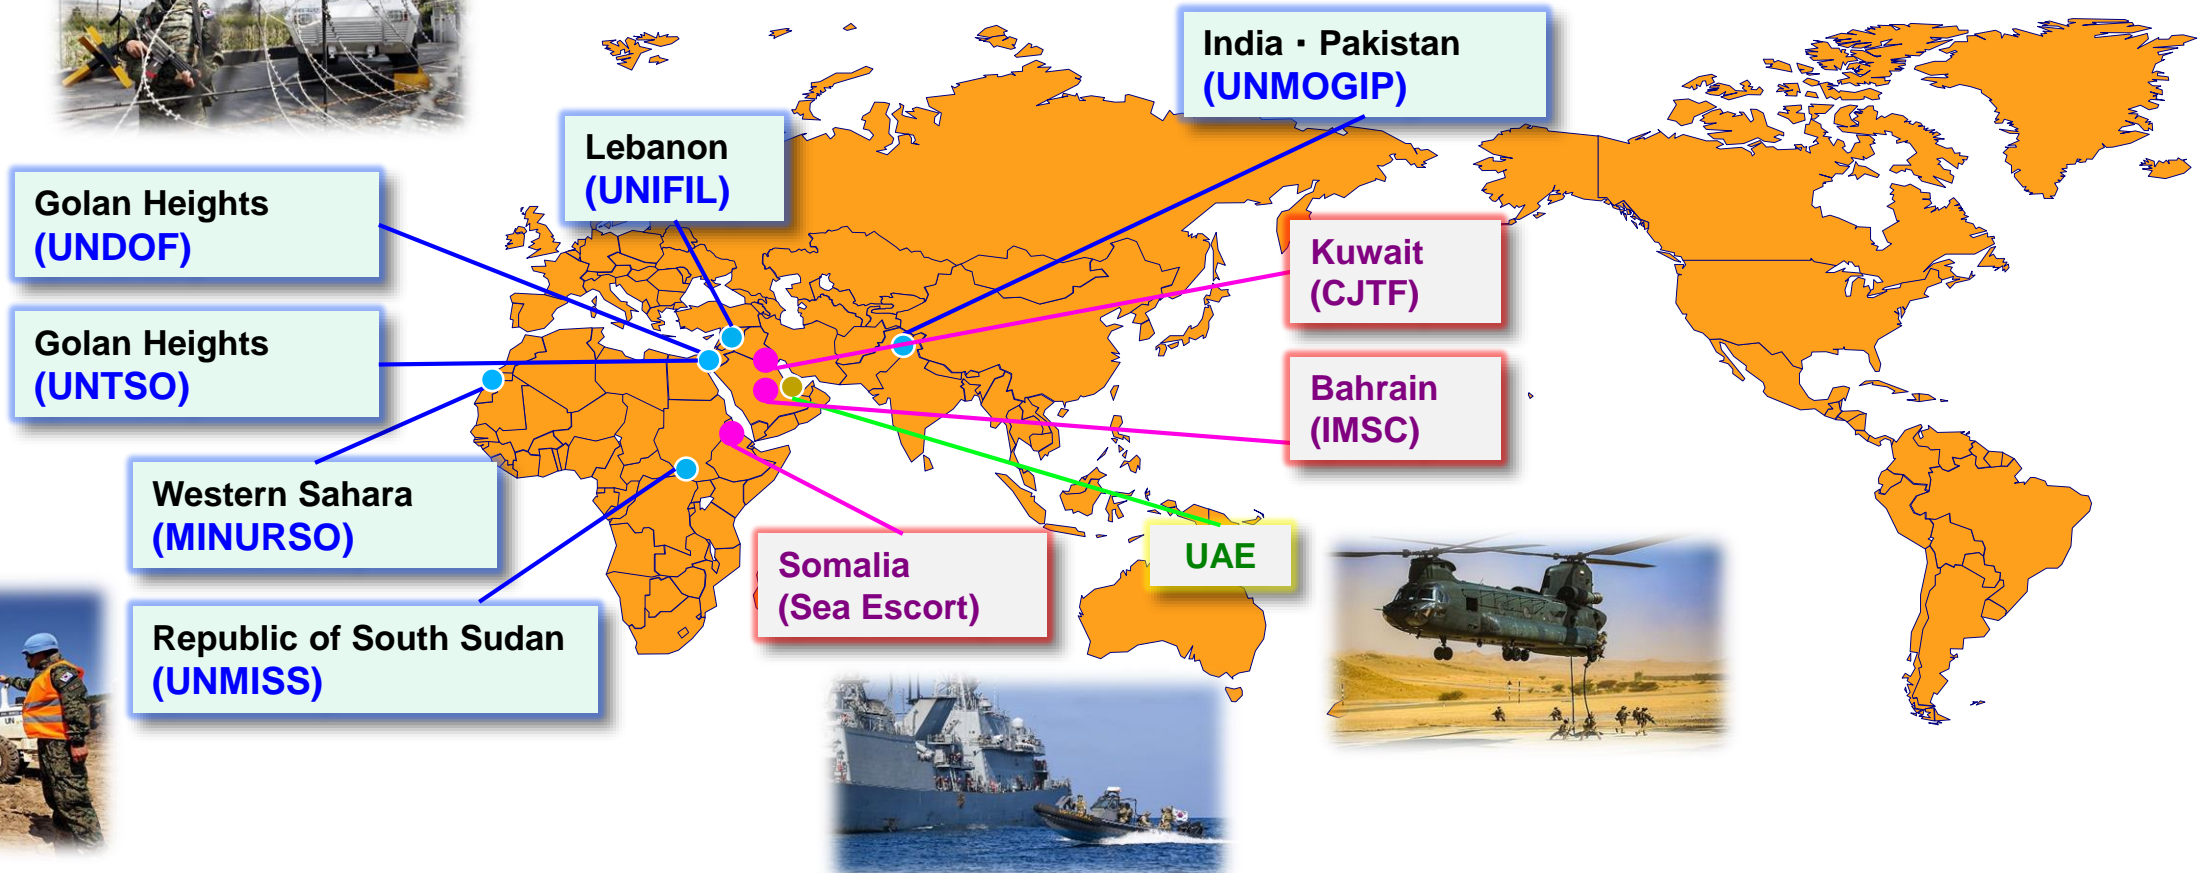 India · Pakistan
(UNMOGIP)
Lebanon
(UNIFIL)
Golan Heights
(UNDOF)
Kuwait
(CJTF)
Golan Heights
(UNTSO)
Bahrain
(IMSC)
Western Sahara
(MINURSO)
Somalia
(Sea Escort)
UAE
Republic of South Sudan
(UNMISS)
UN